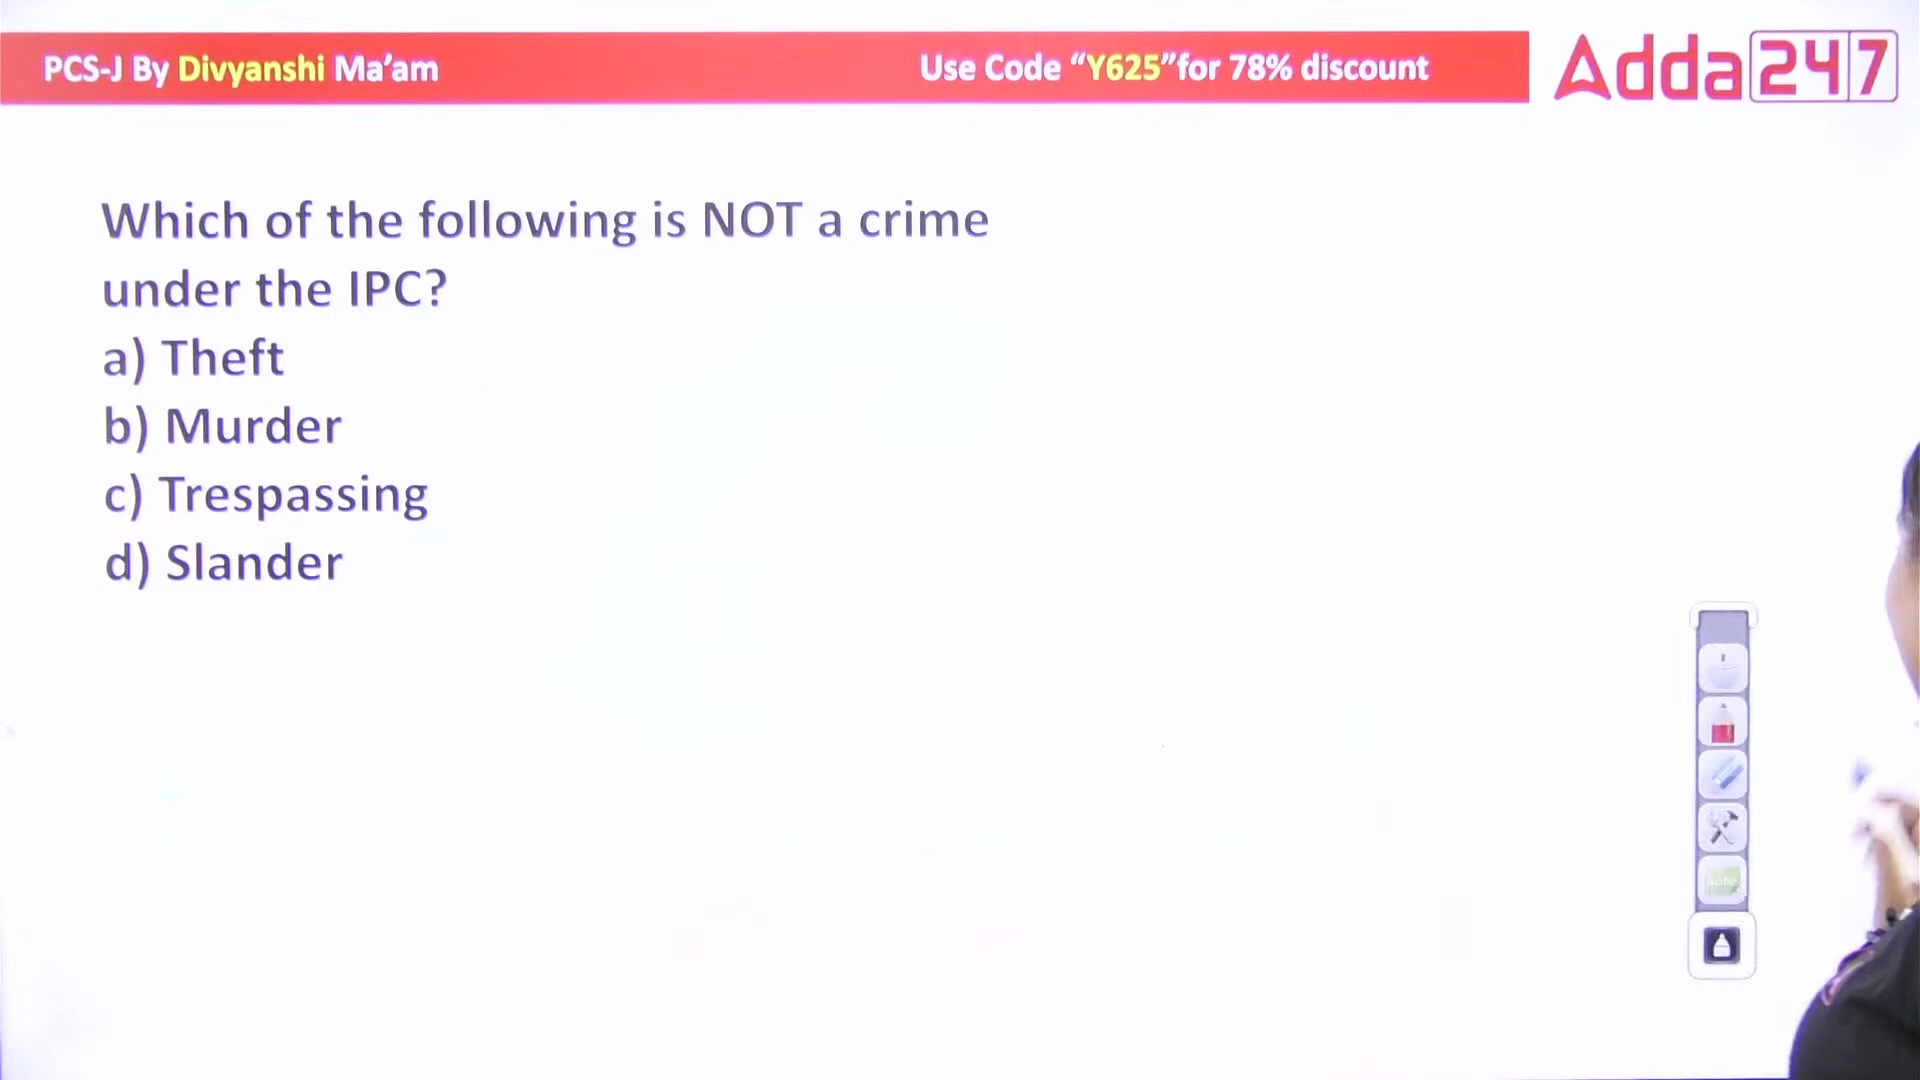 PCS-J By Divyanshi Ma’am
Use Code “Y625”for 78% discount
Adda247
Which of the following is NOT a crime
under the IPC?
a) Theft
b) Murder
c) Trespassing
d) Slander